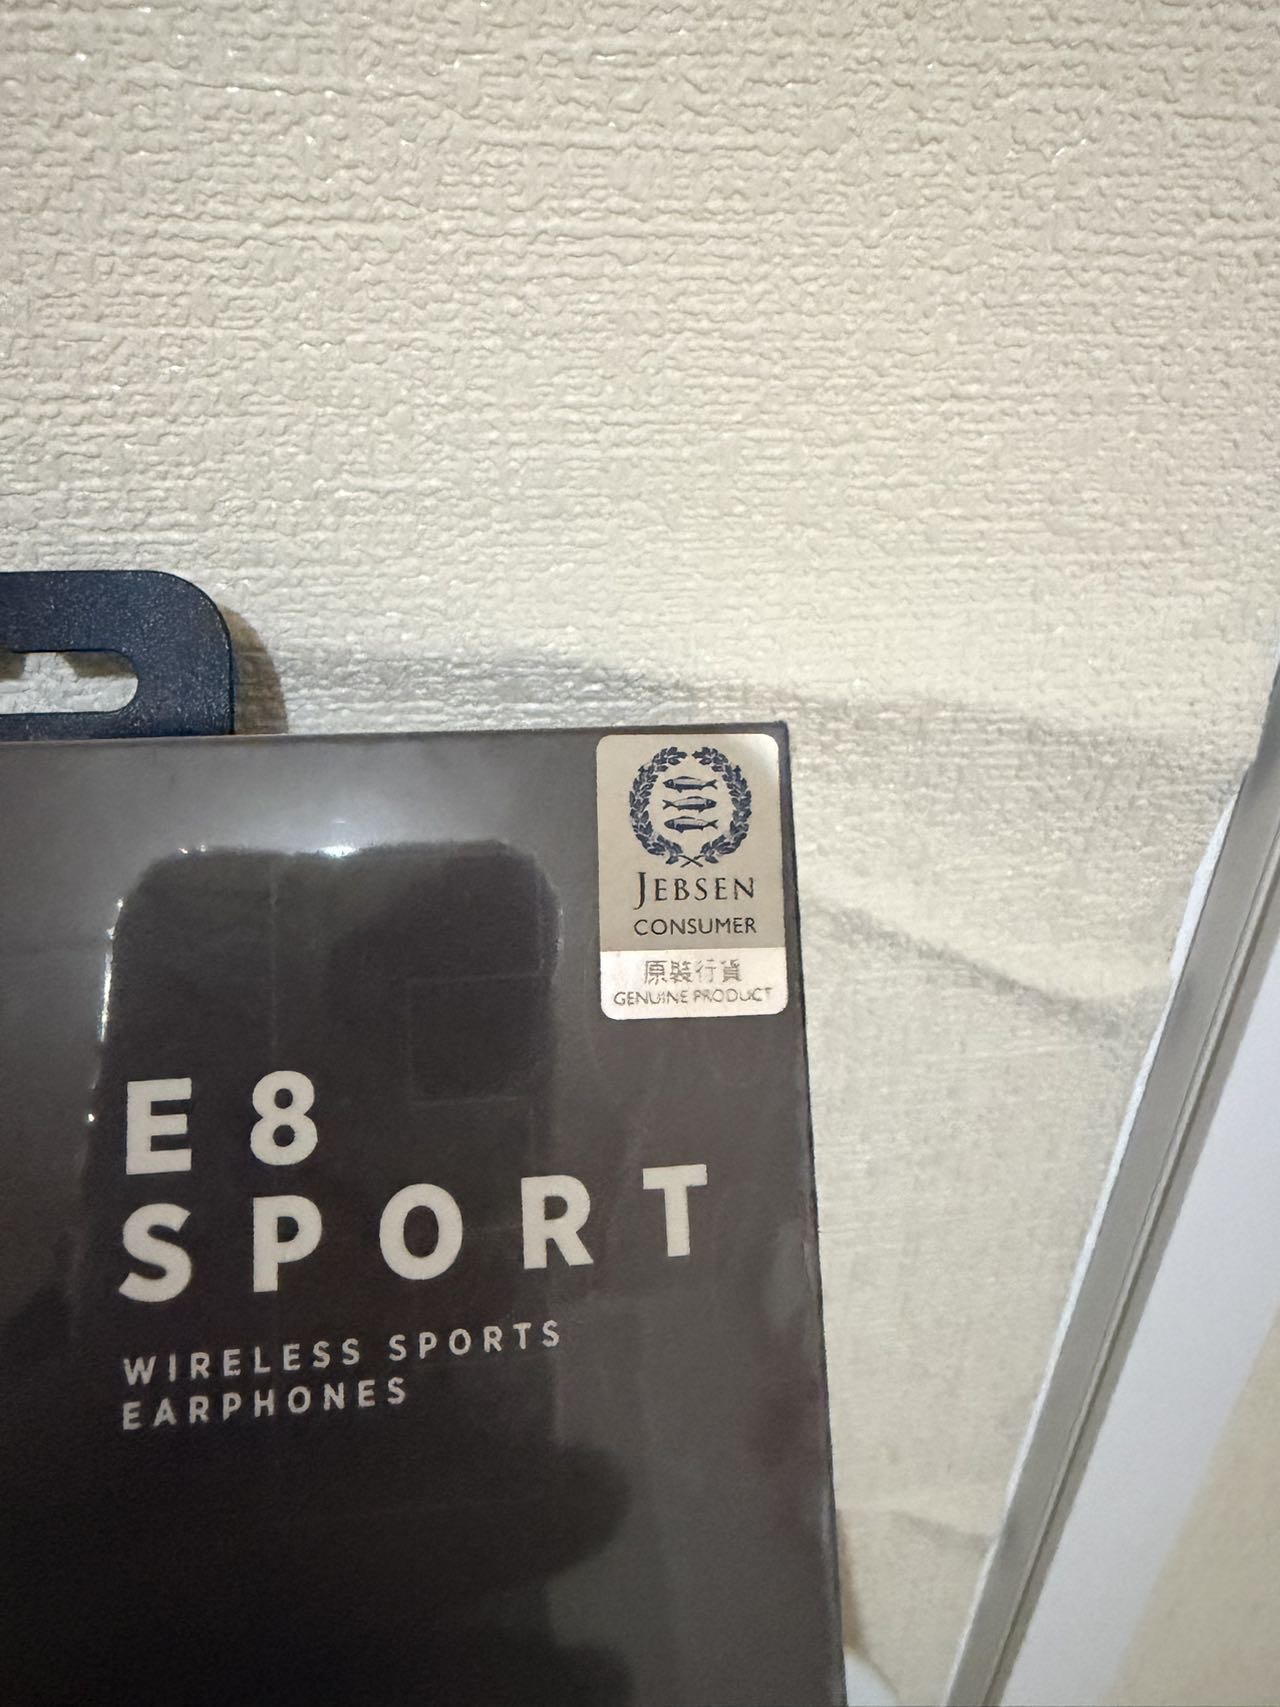 JEBSEN
CONSUMER
原裝行貨
GENUINE PRODUCT
E8
SPORT
WIRELESS SPORTS
EARPHONES